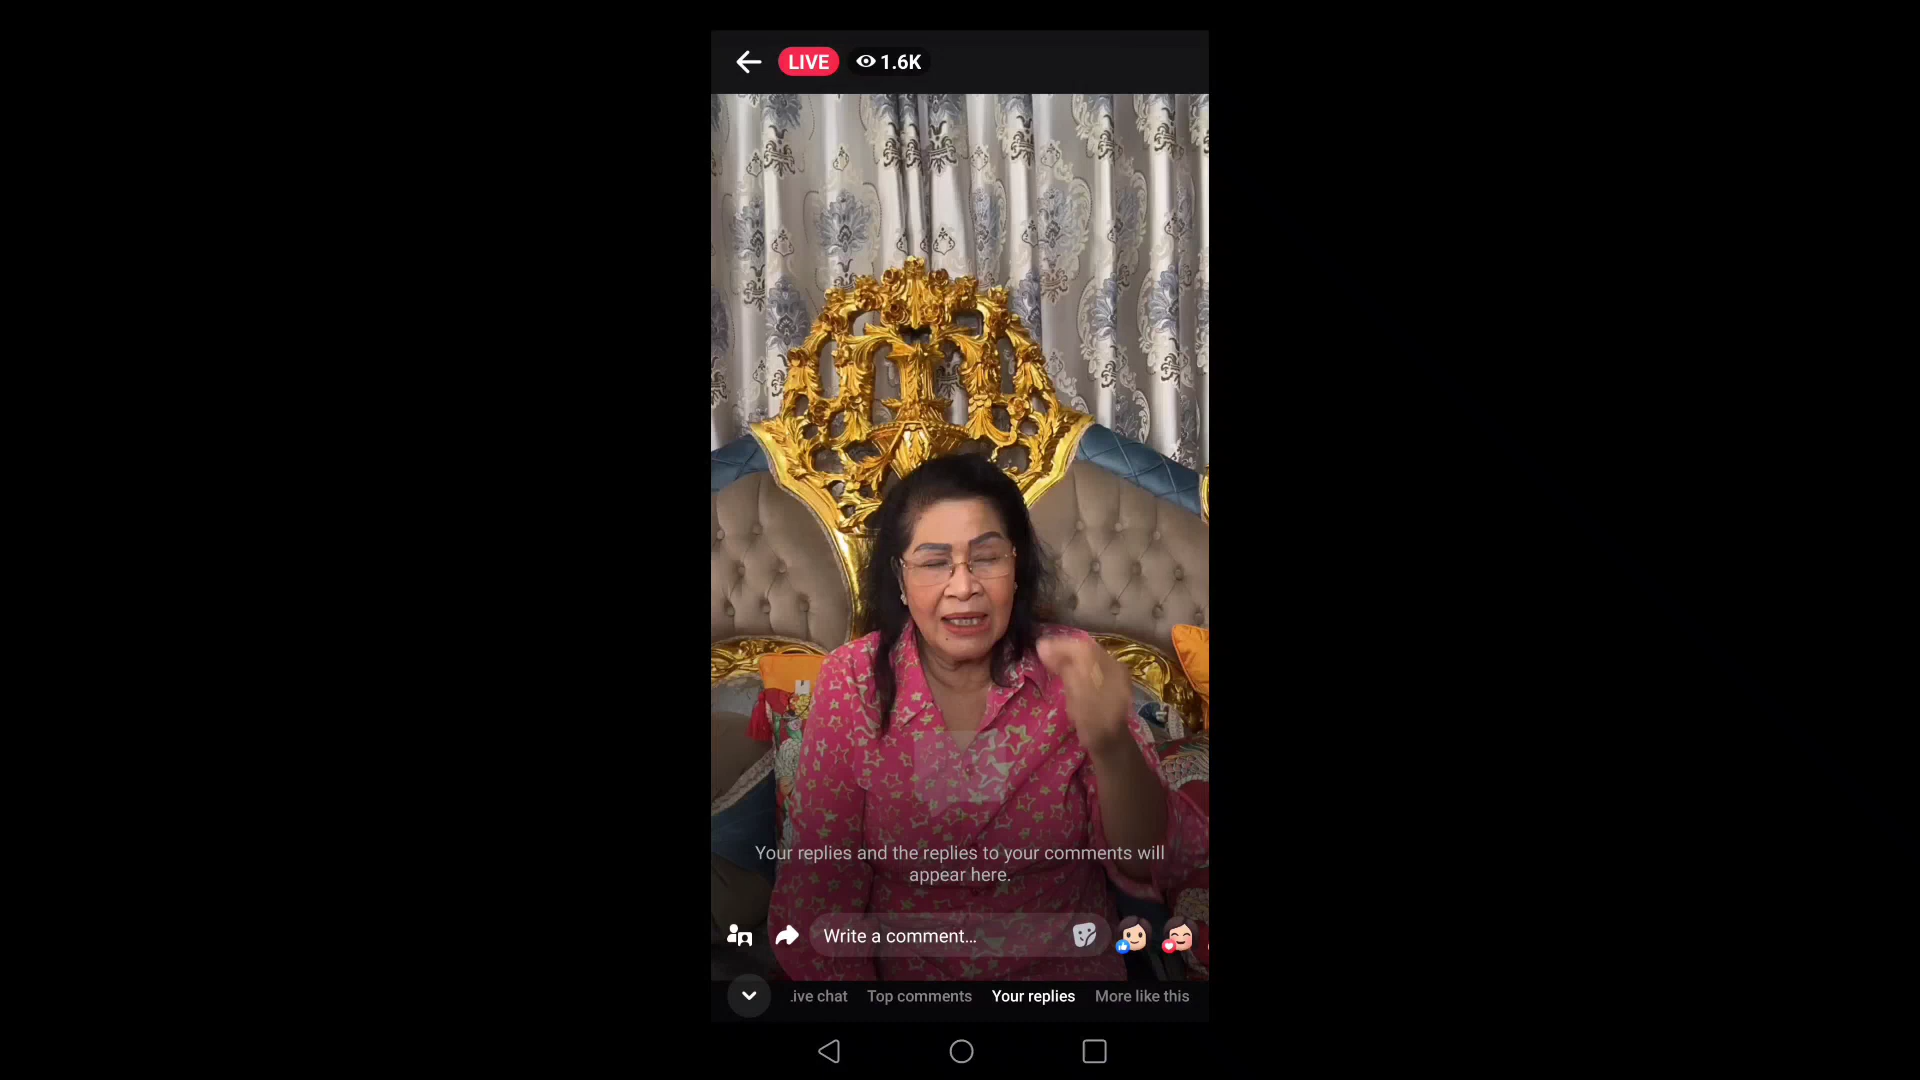 LIVE 1.6K
Your replies and the replies to your comments will
appear here.
Write a comment...
ive chat Top comments Your replies More like this